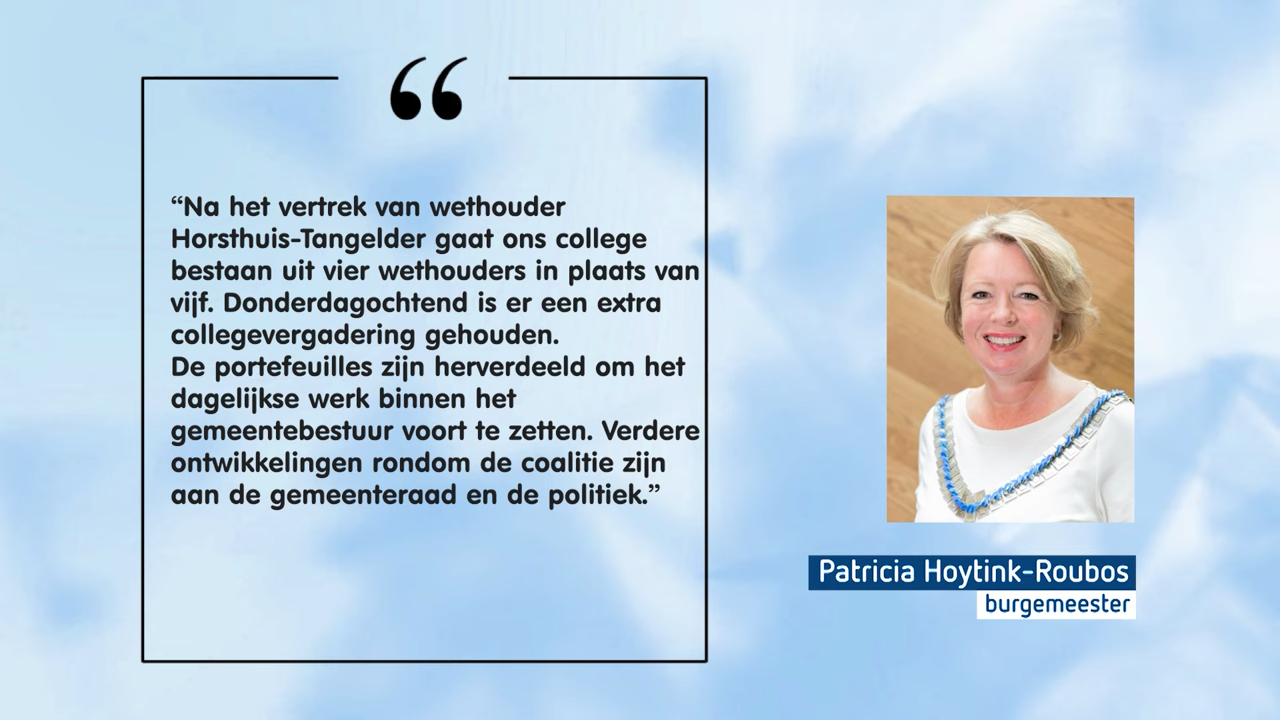 “
“Na het vertrek van wethouder
Horsthuis-Tangelder gaat ons college
bestaan uit vier wethouders in plaats van
vijf. Donderdagochtend is er een extra
collegevergadering gehouden.
De portefeuilles zijn herverdeeld om het
dagelijkse werk binnen het
gemeentebestuur voort te zetten. Verdere
ontwikkelingen rondom de coalitie zijn
aan de gemeenteraad en de politiek.”
Patricia Hoytink-Roubos
burgemeester